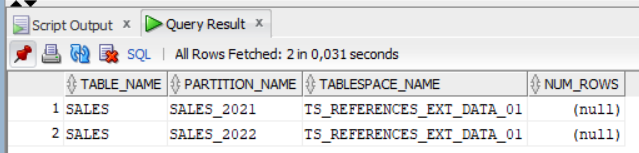 Script Output × Query Result ×
SQL | All Rows Fetched: 2 in 0,031 seconds
TABLE_NAME PARTITION_NAME TABLESPACE_NAME NUM_ROWS
1 SALES SALES_2021 TS_REFERENCES_EXT_DATA_01 (null)
2 SALES SALES_2022 TS_REFERENCES_EXT_DATA_01 (null)